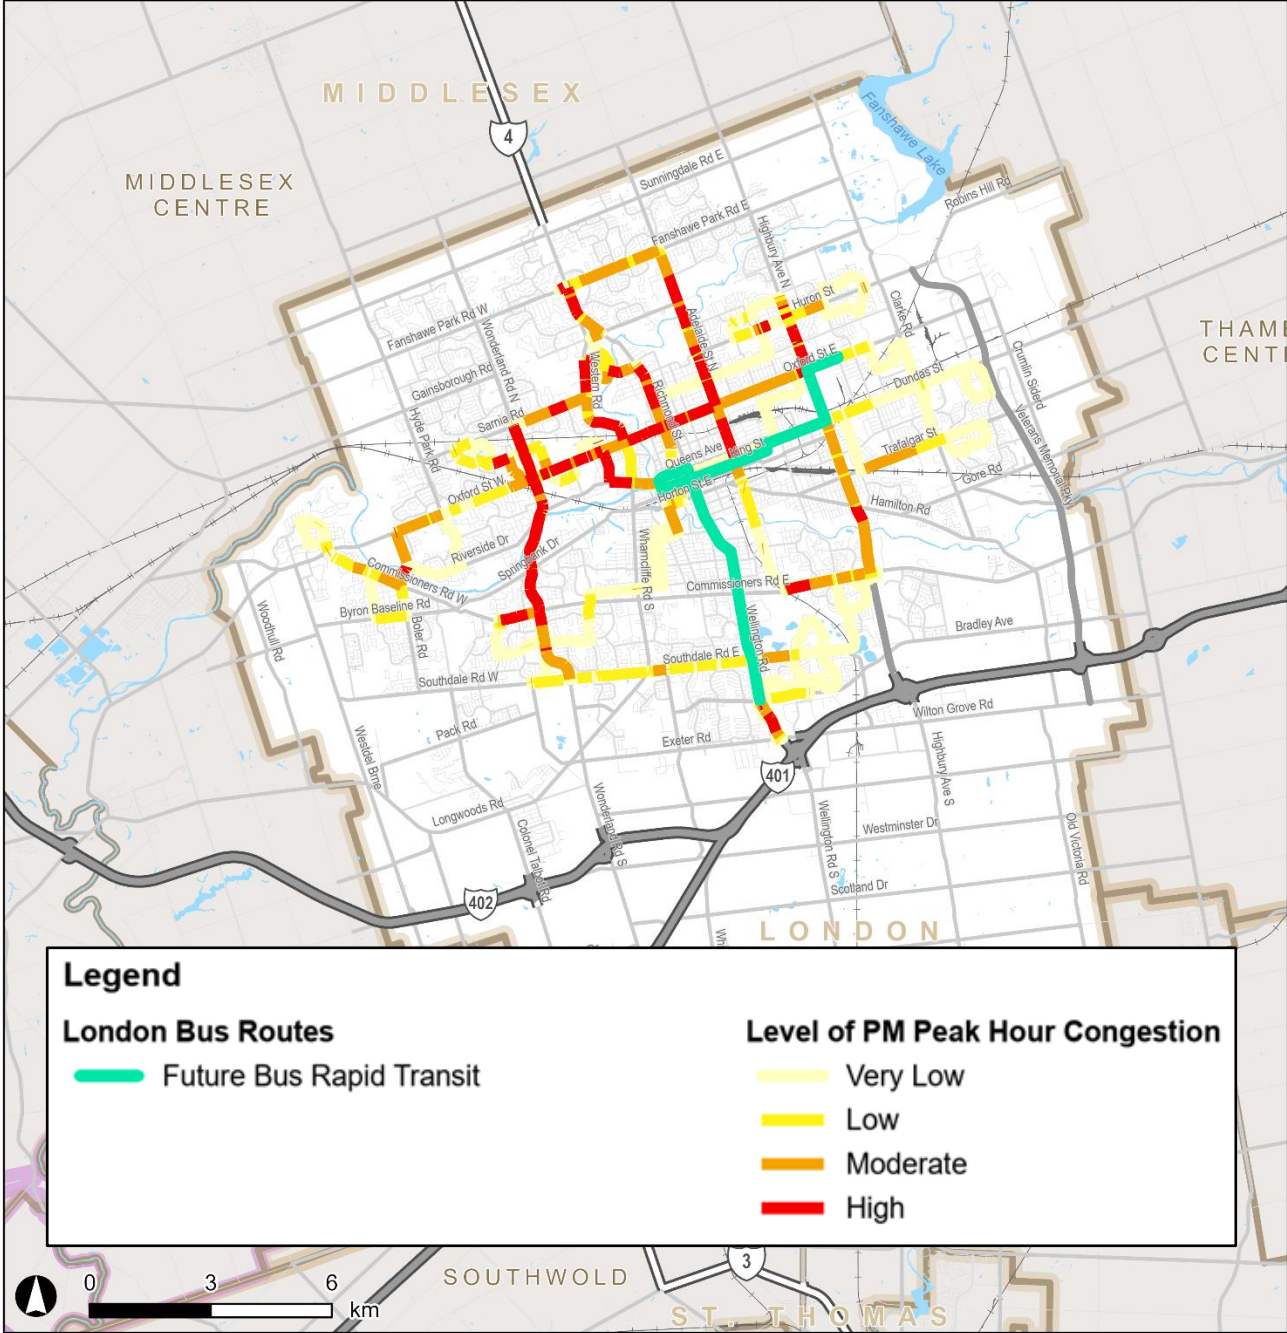 MIDDLESEX
4
Fanshawe Lake
MIDDLESEX
CENTRE
Sunningdale Rd E
Robins Hill Rd
Fanshawe Park Rd E
Highbury Ave N
Huron St
Clarke Rd
Fanshawe Park Rd W
Wonderland Rd N
Adelaide St N
Oxford St E
Crumlin Siderd
Gainsborough Rd
Western Rd
Richmond St
Dundas St
Hyde Park Rd
Sarnia Rd
Veterans Memorial Pky
Queens Ave
King St
Trafalgar St
Gore Rd
Oxford St W
Horton St E
Hamilton Rd
Riverside Dr
Springbank Dr
Wharncliffe Rd S
Commissioners Rd W
Commissioners Rd E
Byron Baseline Rd
Woodhull Rd
Boler Rd
Wellington Rd
Bradley Ave
Southdale Rd E
Southdale Rd W
Wilton Grove Rd
Pack Rd
Exeter Rd
Westdel Brne
Highbury Ave S
401
Longwoods Rd
Wonderland Rd S
Colonel Talbot Rd
Wellington Rd S
Westminster Dr
Old Victoria Rd
Scotland Dr
402
LONDON
Legend
London Bus Routes
Future Bus Rapid Transit
Level of PM Peak Hour Congestion
Very Low
Low
Moderate
High
3
SOUTHWOLD
0 3 6
km
ST. THOMAS